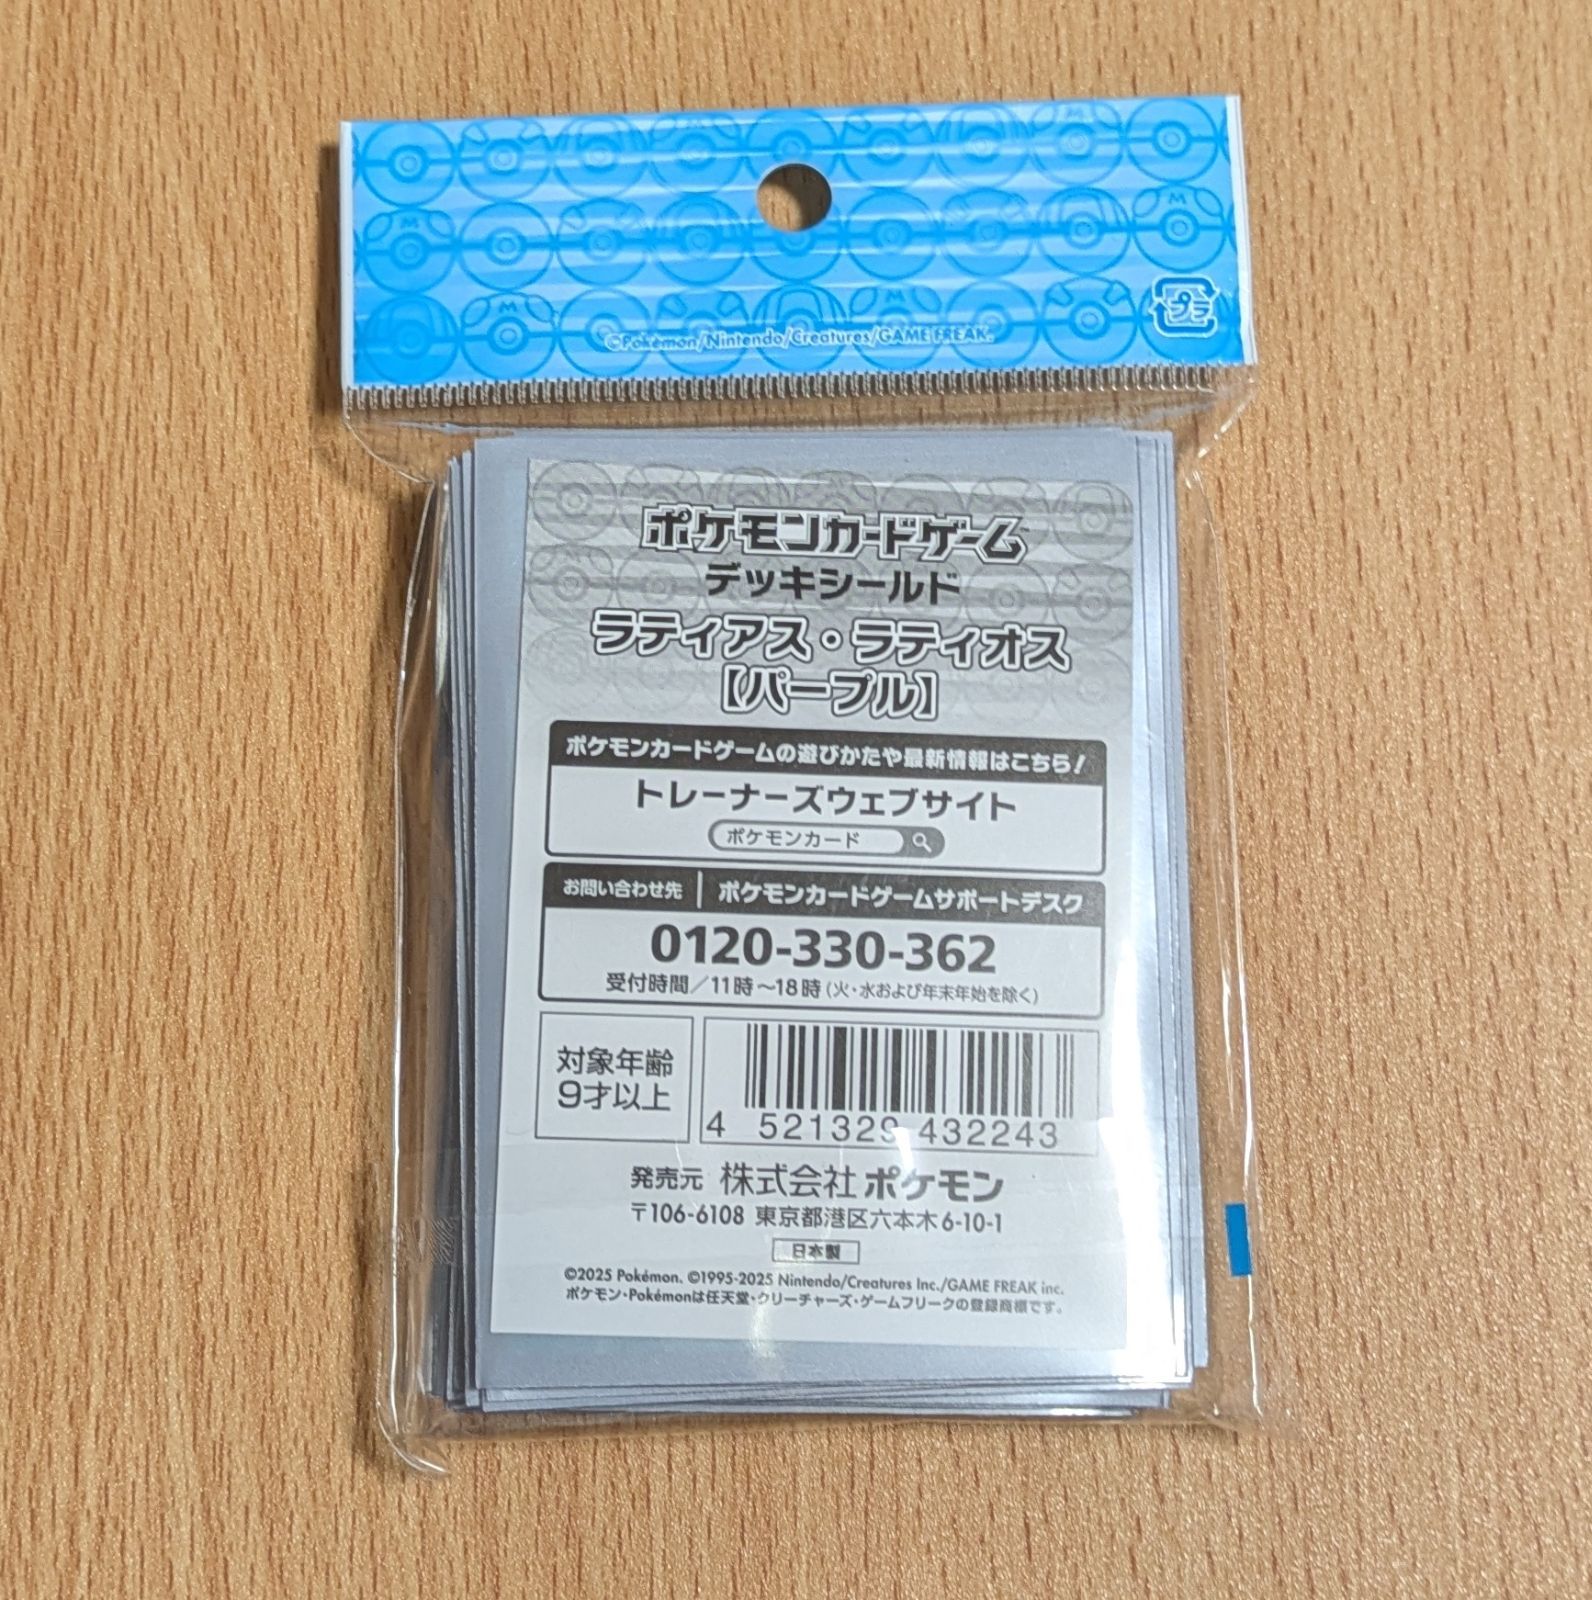 ©Pokémon/Nintendo/Creatures/GAME FREAK.
プラ
ポケモンカードゲーム
デッキシールド
ラティアス・ラティオス
【パープル】
ポケモンカードゲームの遊びかたや最新情報はこちら!
トレーナーズウェブサイト
ポケモンカード
お問い合わせ先 | ポケモンカードゲームサポートデスク
0120-330-362
受付時間/11時~18時(火・水および年末年始を除く)
対象年齢
9才以上
4 521329 432243
発売元 株式会社ポケモン
〒106-6108 東京都港区六本木6-10-1
日本製
©2025 Pokémon. ©1995-2025 Nintendo/Creatures Inc./GAME FREAK inc.
ポケモン・Pokémonは任天堂・クリーチャーズ・ゲームフリークの登録商標です。